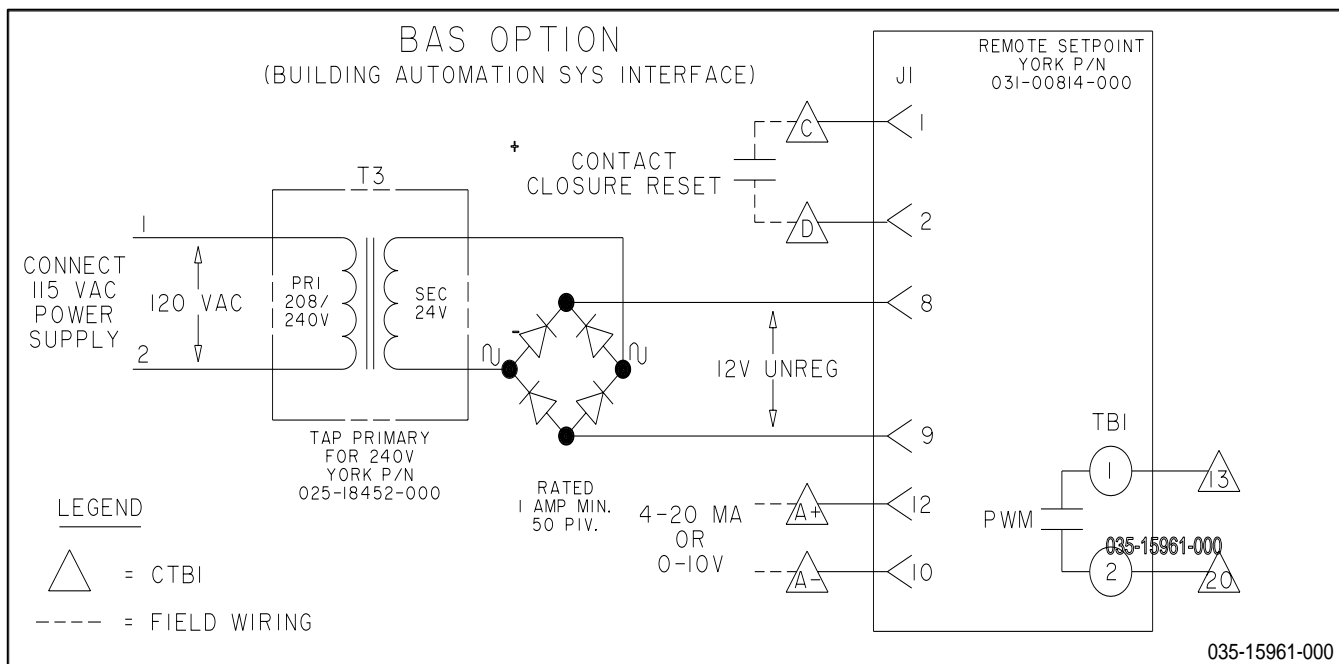 BAS OPTION
(BUILDING AUTOMATION SYS INTERFACE)
REMOTE SETPOINT
YORK P/N
031-00814-000
J1
C
1
+
CONTACT
CLOSURE RESET
D
2
T3
1
CONNECT
115 VAC
POWER
SUPPLY
2
120 VAC
PRI
208/
240V
SEC
24V
-
8
12V UNREG
9
TAP PRIMARY
FOR 240V
YORK P/N
025-18452-000
RATED
1 AMP MIN.
50 PIV.
4-20 MA
OR
0-10V
A+
12
A-
10
TB1
1
13
PWM
035-15961-000
2
20
LEGEND
= CTB1
---- = FIELD WIRING
035-15961-000